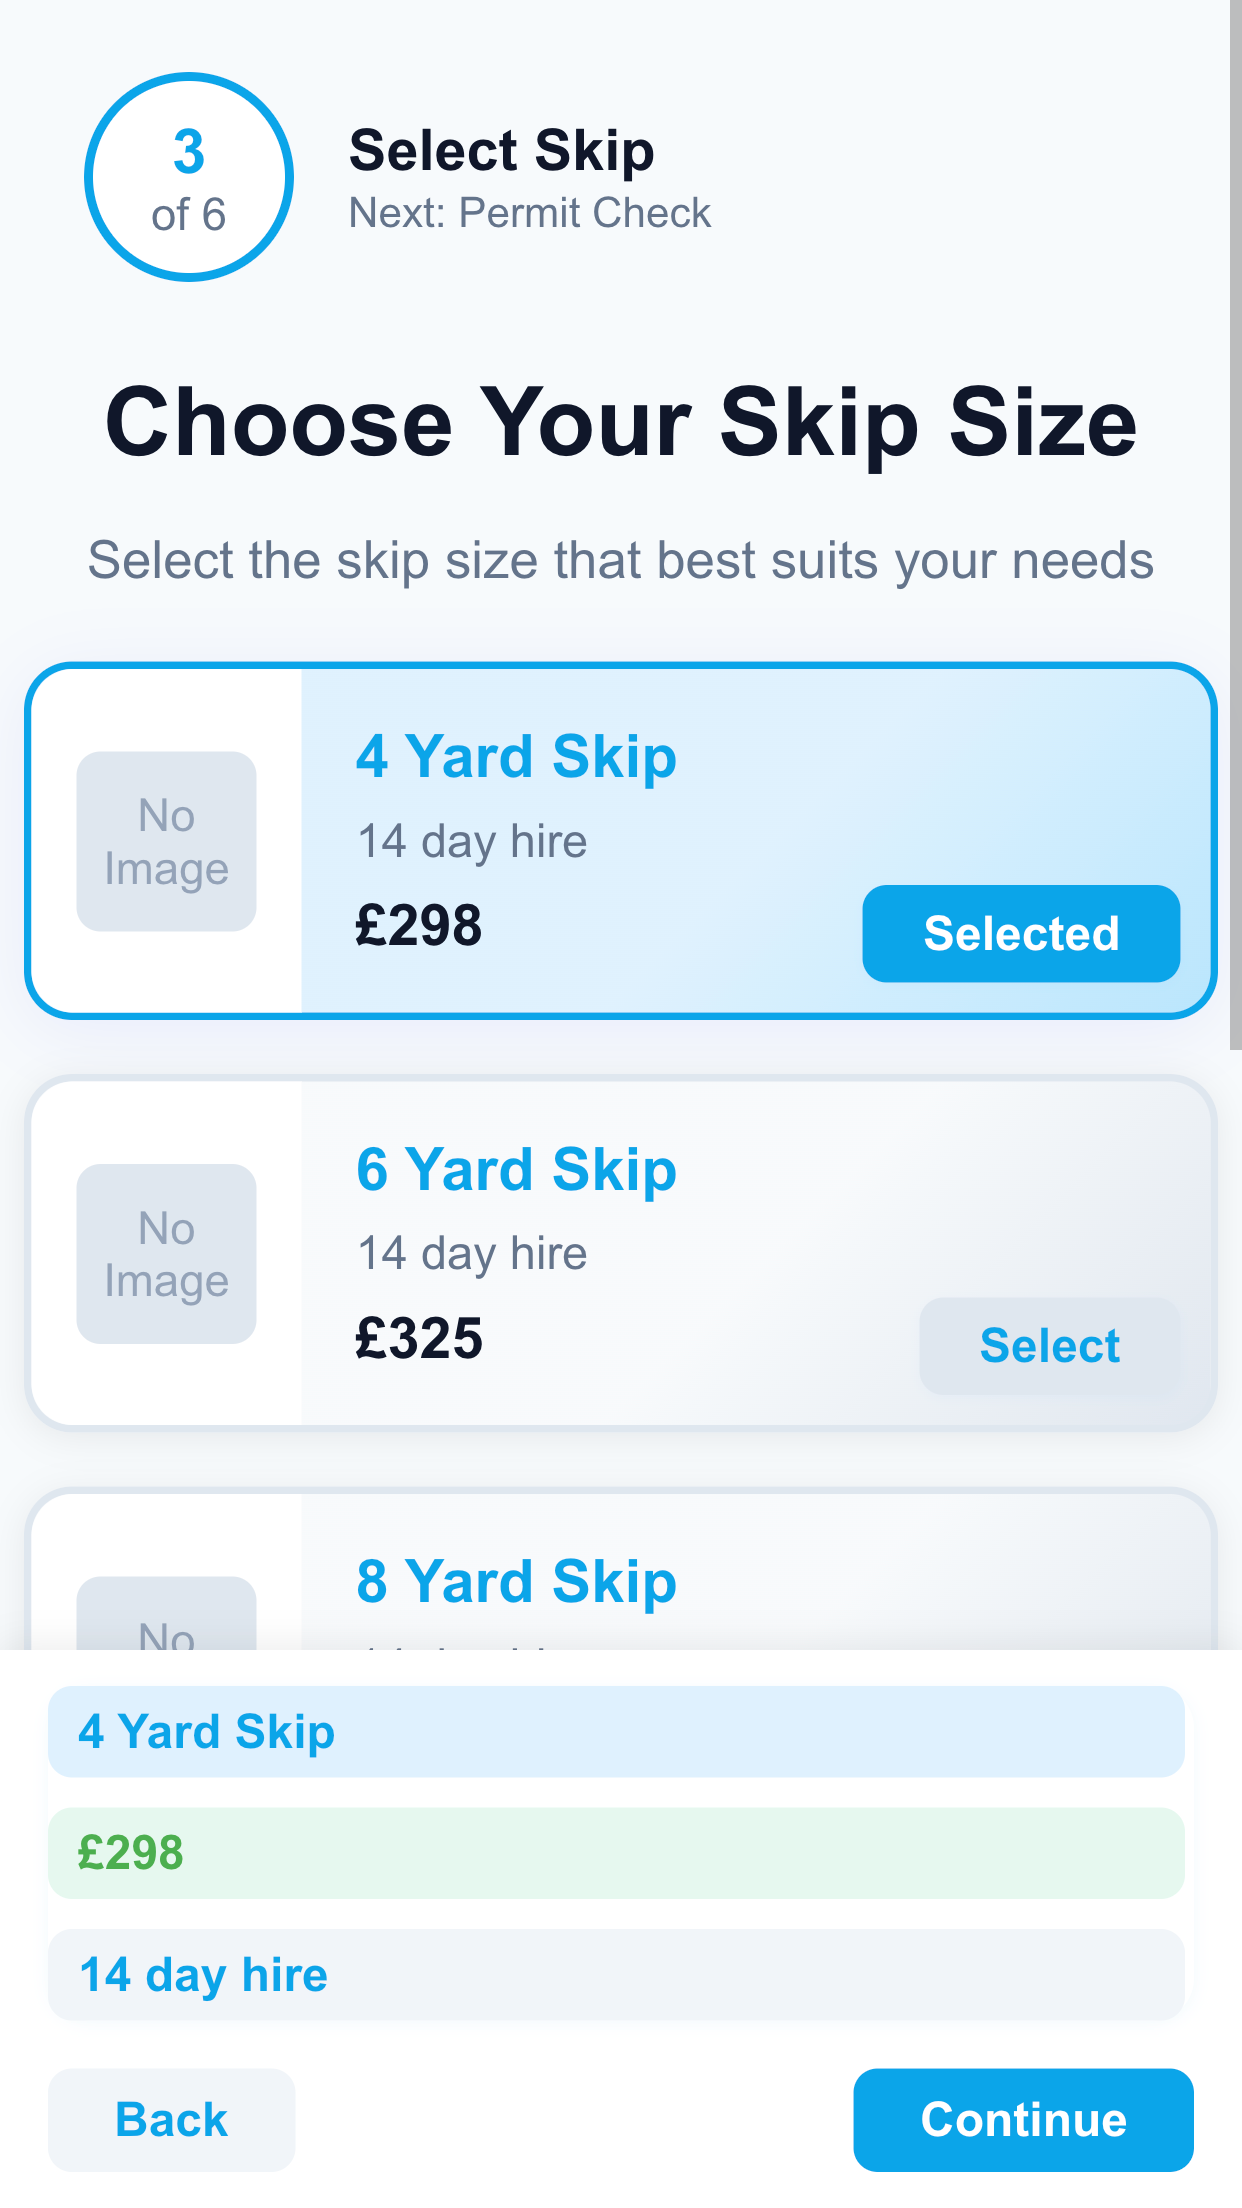 3
of 6
Select Skip
Next: Permit Check
Choose Your Skip Size
Select the skip size that best suits your needs
No
Image
4 Yard Skip
14 day hire
£298
Selected
No
Image
6 Yard Skip
14 day hire
£325
Select
No
8 Yard Skip
4 Yard Skip
£298
14 day hire
Back
Continue